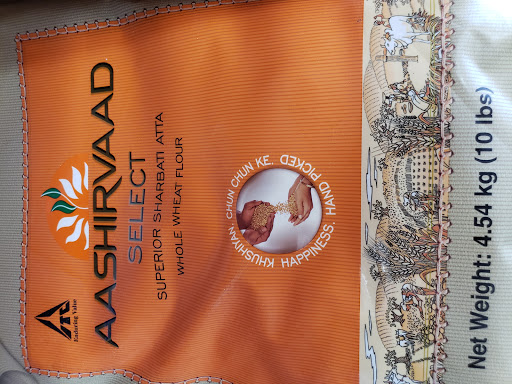 ITC
Enduring Value
AASHIRVAAD
SELECT
SUPERIOR SHARBATI ATTA
WHOLE WHEAT FLOUR
KHUSHIYAN CHUN CHUN KE.
HAPPINESS. HAND PICKED
Net Weight: 4.54 kg (10 lbs)